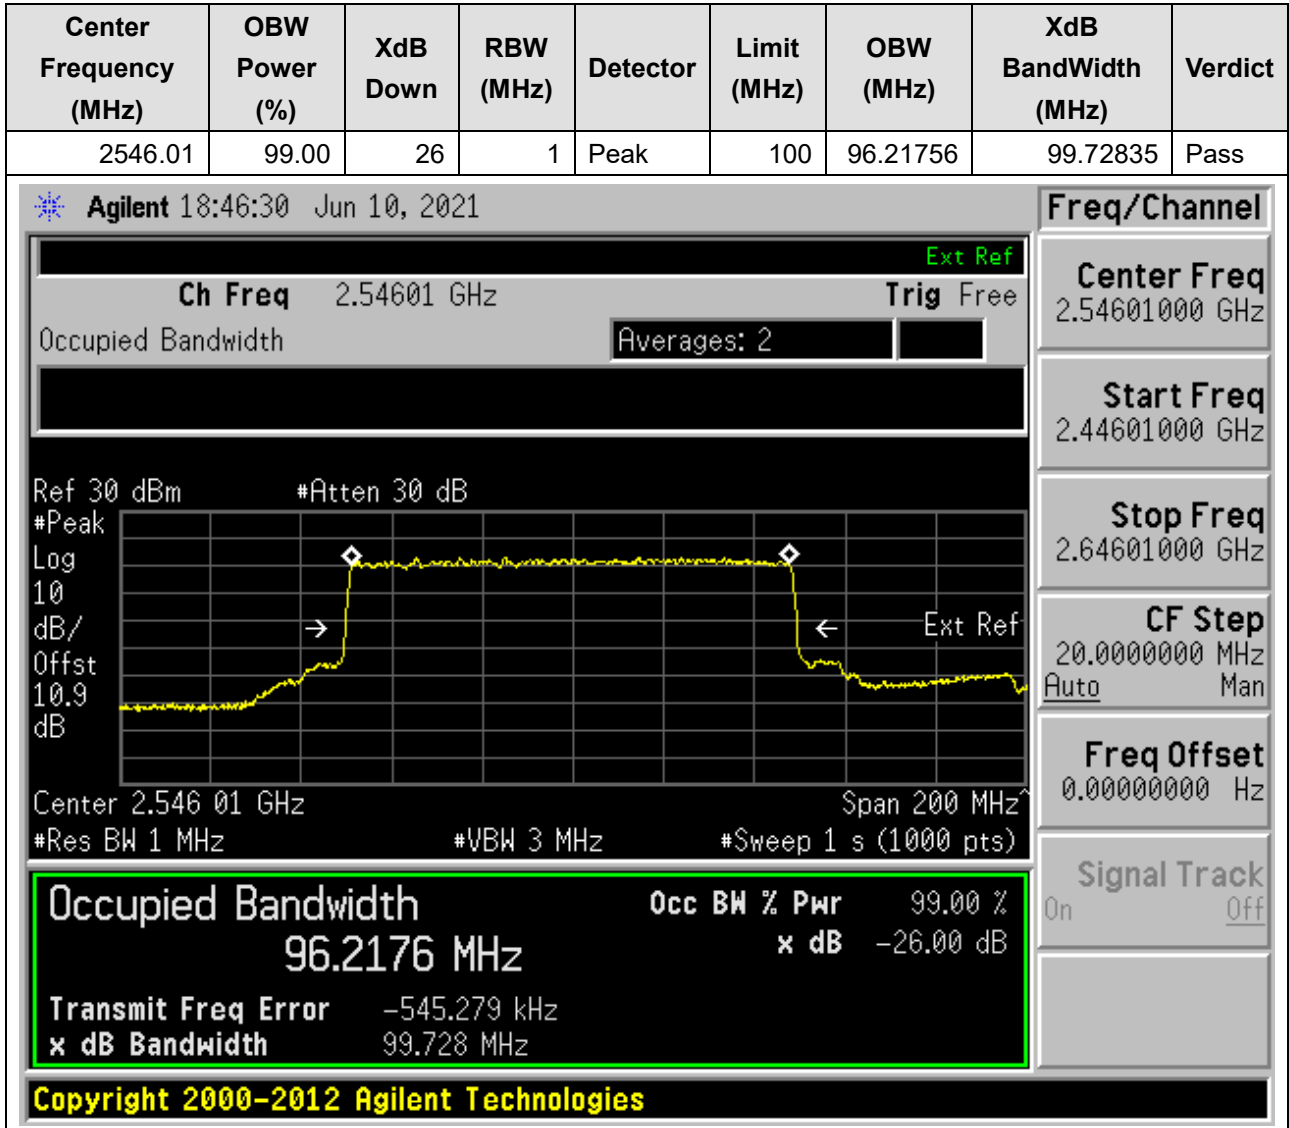 Center Frequency (MHz) OBW Power (%) XdB Down RBW (MHz) Detector Limit (MHz) OBW (MHz) XdB BandWidth (MHz) Verdict
2546.01 99.00 26 1 Peak 100 96.21756 99.72835 Pass
Agilent 18:46:30 Jun 10, 2021
Freq/Channel
Ext Ref
Ch Freq 2.54601 GHz Trig Free
Occupied Bandwidth Averages: 2
Center Freq
2.54601000 GHz
Start Freq
2.44601000 GHz
Stop Freq
2.64601000 GHz
CF Step
20.0000000 MHz
Auto Man
Freq Offset
0.00000000 Hz
Signal Track
On Off
Ref 30 dBm #Atten 30 dB
#Peak
Log
10
dB/
Offst
10.9
dB
Ext Ref
Center 2.546 01 GHz Span 200 MHz^
#Res BW 1 MHz #VBW 3 MHz #Sweep 1 s (1000 pts)
Occupied Bandwidth
96.2176 MHz
Occ BW % Pwr 99.00 %
x dB -26.00 dB
Transmit Freq Error -545.279 kHz
x dB Bandwidth 99.728 MHz
Copyright 2000-2012 Agilent Technologies